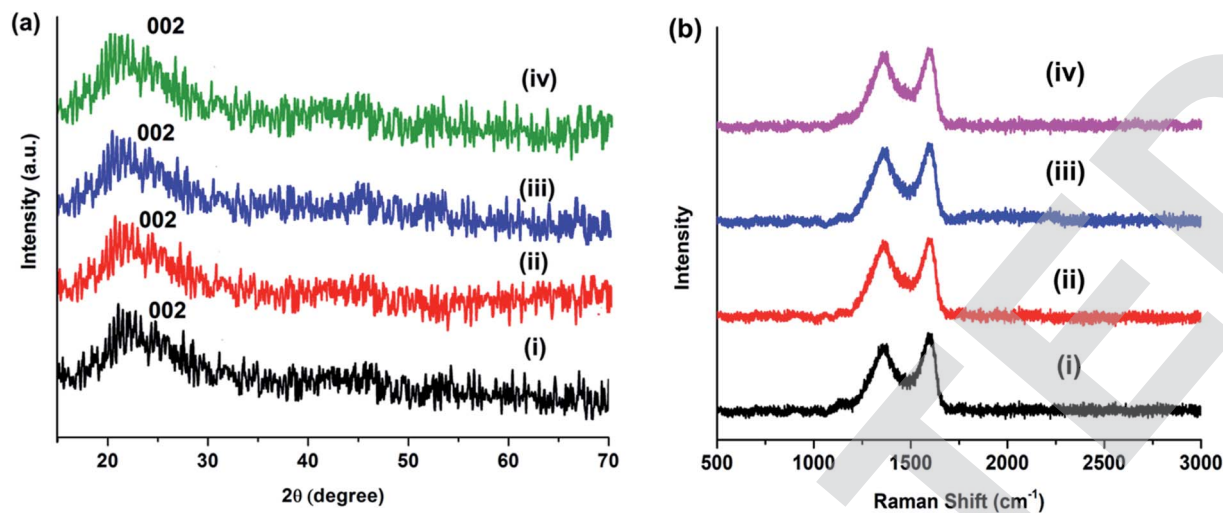 (a)
002
(iv)
002
(iii)
002
(ii)
002
(i)
Intensity (a.u.)
20
30
40
50
60
70
2θ (degree)
(b)
(iv)
(iii)
(ii)
(i)
Intensity
500
1000
1500
2000
2500
3000
Raman Shift (cm⁻¹)
TED